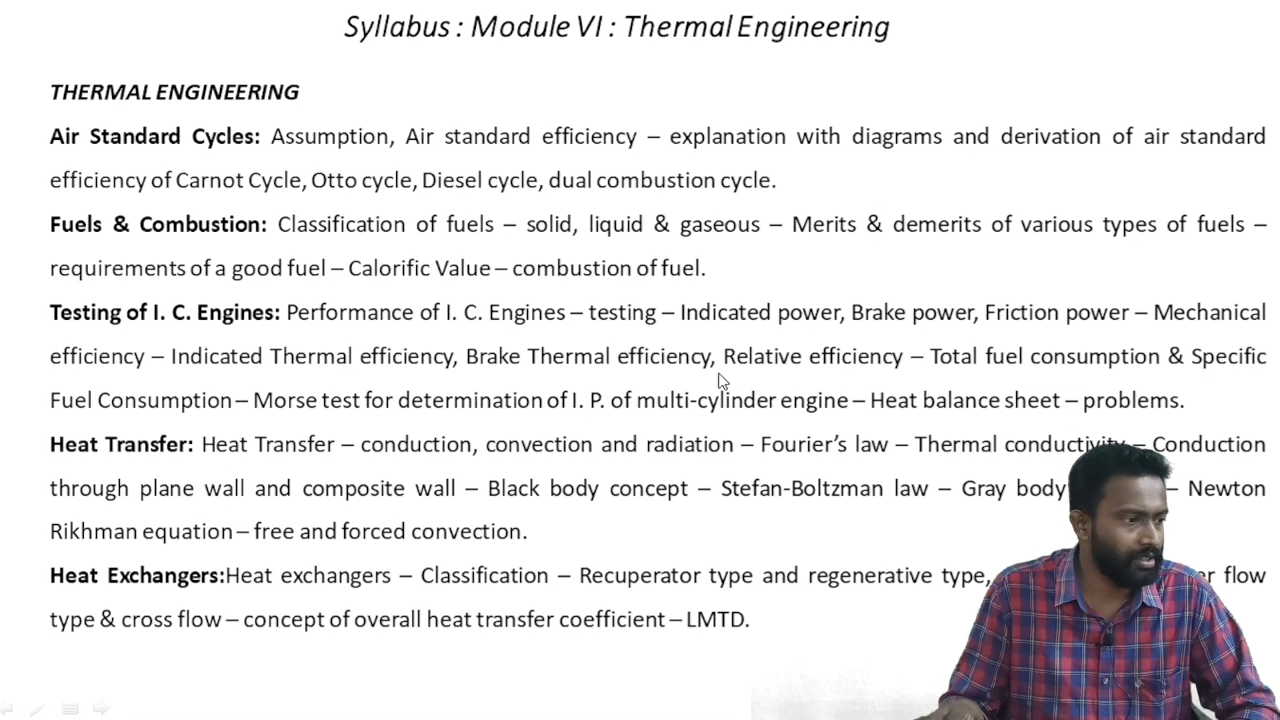 Syllabus : Module VI : Thermal Engineering
THERMAL ENGINEERING
Air Standard Cycles: Assumption, Air standard efficiency – explanation with diagrams and derivation of air standard
efficiency of Carnot Cycle, Otto cycle, Diesel cycle, dual combustion cycle.
Fuels & Combustion: Classification of fuels – solid, liquid & gaseous – Merits & demerits of various types of fuels –
requirements of a good fuel – Calorific Value – combustion of fuel.
Testing of I. C. Engines: Performance of I. C. Engines – testing – Indicated power, Brake power, Friction power – Mechanical
efficiency – Indicated Thermal efficiency, Brake Thermal efficiency, Relative efficiency – Total fuel consumption & Specific
Fuel Consumption – Morse test for determination of I. P. of multi-cylinder engine – Heat balance sheet – problems.
Heat Transfer: Heat Transfer – conduction, convection and radiation – Fourier’s law – Thermal conductivity – Conduction
through plane wall and composite wall – Black body concept – Stefan-Boltzman law – Gray body – Newton
Rikhman equation – free and forced convection.
Heat Exchangers:Heat exchangers – Classification – Recuperator type and regenerative type, flow
type & cross flow – concept of overall heat transfer coefficient – LMTD.